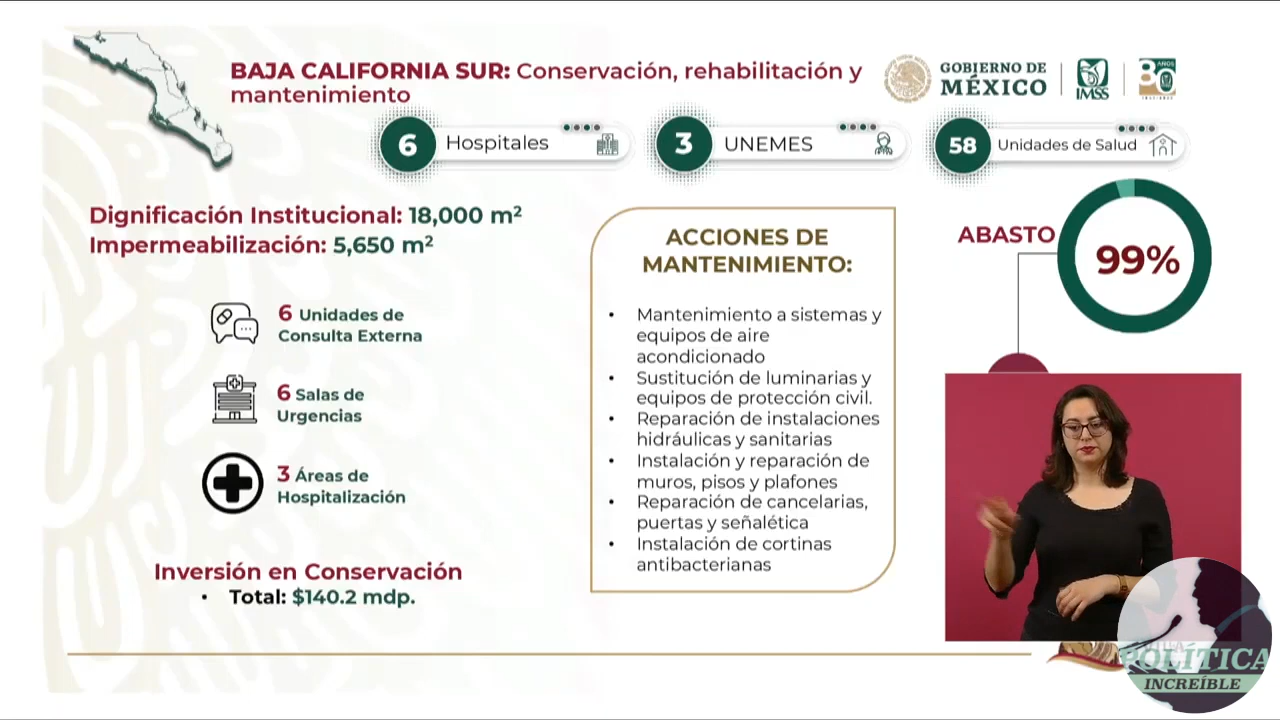 BAJA CALIFORNIA SUR: Conservación, rehabilitación y
mantenimiento
GOBIERNO DE
MÉXICO
IMSS
80
AÑOS
6
Hospitales
3
UNEMES
58
Unidades de Salud
Dignificación Institucional: 18,000 m²
Impermeabilización: 5,650 m²
6 Unidades de
Consulta Externa
6 Salas de
Urgencias
3 Áreas de
Hospitalización
Inversión en Conservación
• Total: $140.2 mdp.
ACCIONES DE
MANTENIMIENTO:
• Mantenimiento a sistemas y
equipos de aire
acondicionado
• Sustitución de luminarias y
equipos de protección civil.
• Reparación de instalaciones
hidráulicas y sanitarias
• Instalación y reparación de
muros, pisos y plafones
• Reparación de cancelarias,
puertas y señalética
• Instalación de cortinas
antibacterianas
ABASTO
99%
POLÍTICA
INCREÍBLE